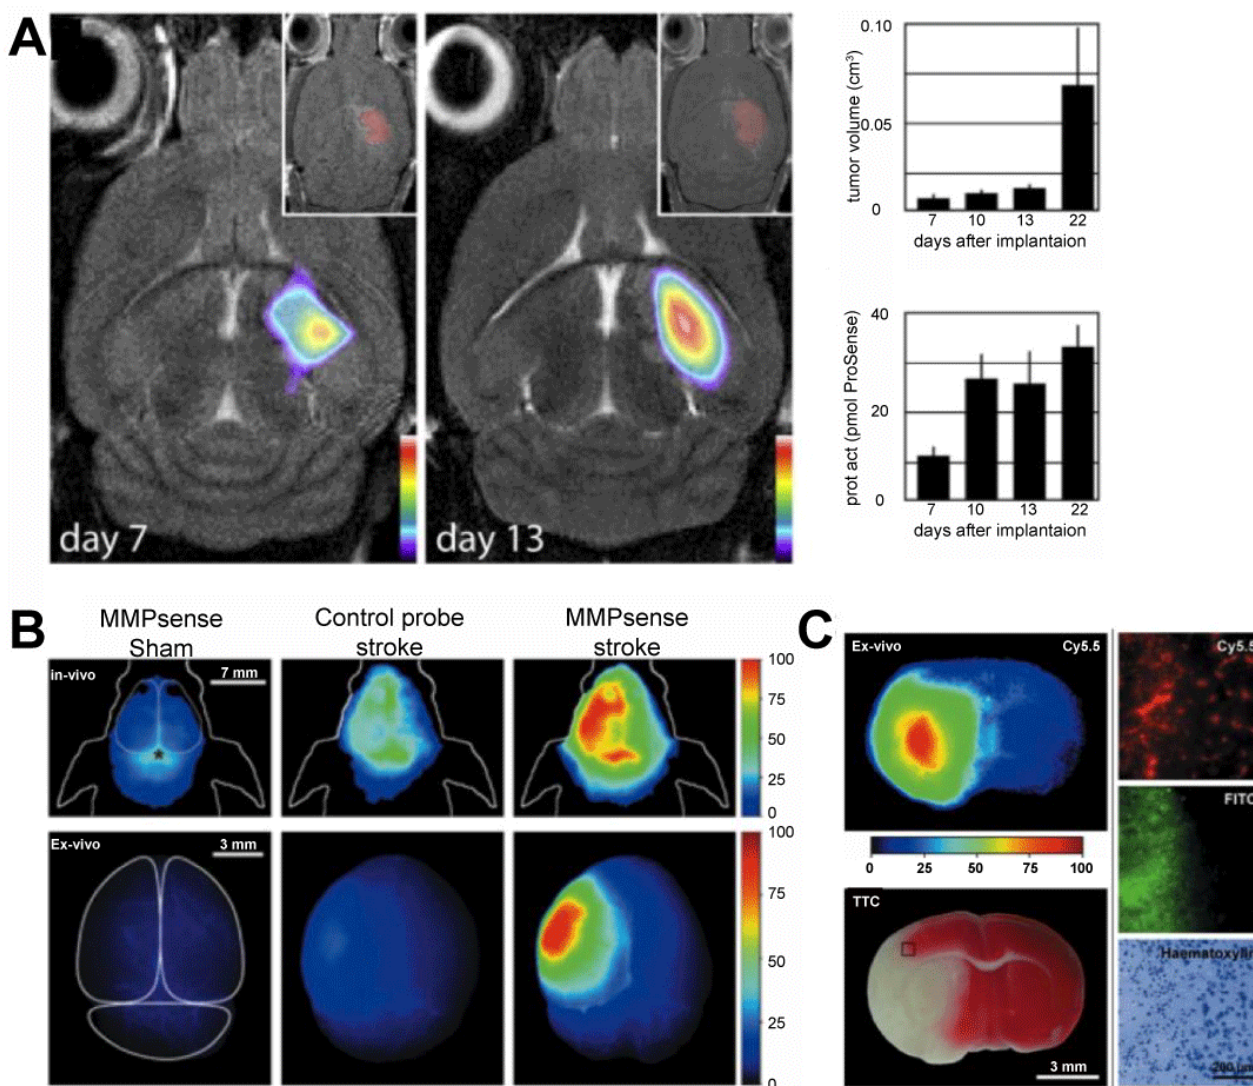 A
day 7
day 13
tumor volume (cm³)
0.10
0.05
0
7 10 13 22
days after implantaion
prot act (pmol ProSense)
40
20
0
7 10 13 22
days after implantaion
B
MMPsense
Sham
Control probe
stroke
MMPsense
stroke
in-vivo
7 mm
*
100
75
50
25
0
Ex-vivo
3 mm
100
75
50
25
0
C
Ex-vivo
Cy5.5
0 25 50 75 100
TTC
3 mm
Cy5.5
FITC
Haematoxylin
200 µm